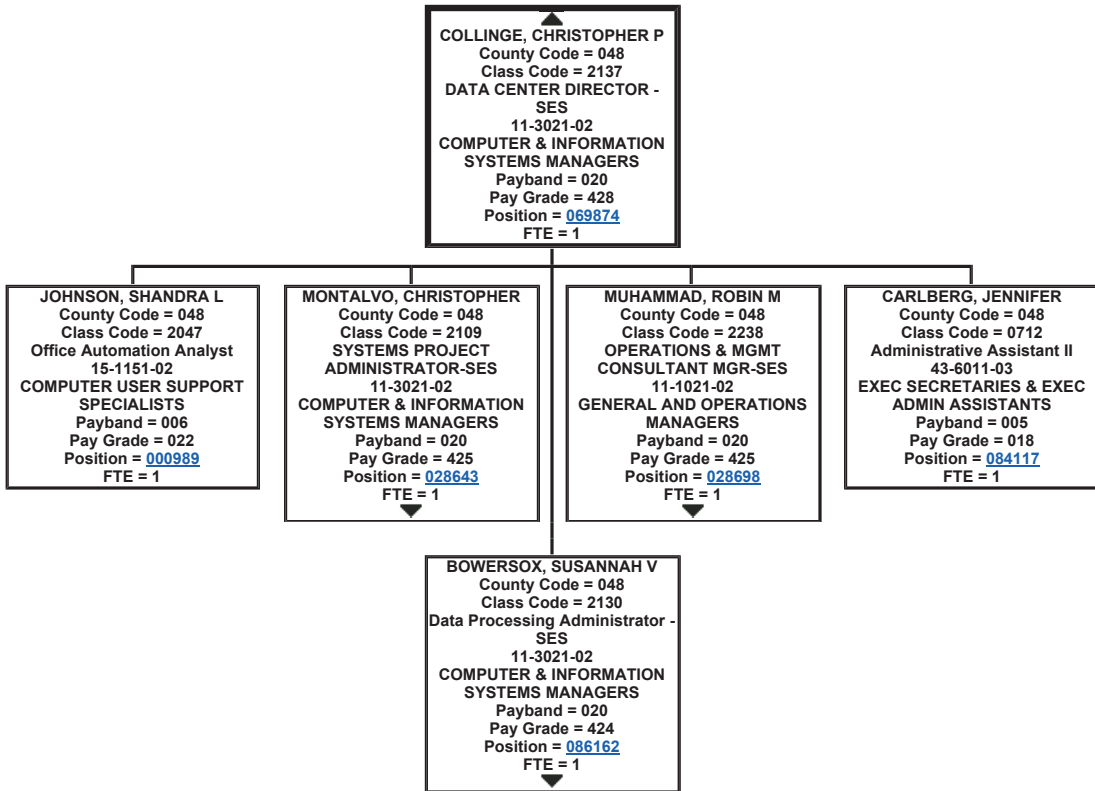 COLLINGE, CHRISTOPHER P
County Code = 048
Class Code = 2137
DATA CENTER DIRECTOR -
SES
11-3021-02
COMPUTER & INFORMATION
SYSTEMS MANAGERS
Payband = 020
Pay Grade = 428
Position = 069874
FTE = 1
JOHNSON, SHANDRA L
County Code = 048
Class Code = 2047
Office Automation Analyst
15-1151-02
COMPUTER USER SUPPORT
SPECIALISTS
Payband = 006
Pay Grade = 022
Position = 000989
FTE = 1
MONTALVO, CHRISTOPHER
County Code = 048
Class Code = 2109
SYSTEMS PROJECT
ADMINISTRATOR-SES
11-3021-02
COMPUTER & INFORMATION
SYSTEMS MANAGERS
Payband = 020
Pay Grade = 425
Position = 028643
FTE = 1
MUHAMMAD, ROBIN M
County Code = 048
Class Code = 2238
OPERATIONS & MGMT
CONSULTANT MGR-SES
11-1021-02
GENERAL AND OPERATIONS
MANAGERS
Payband = 020
Pay Grade = 425
Position = 028698
FTE = 1
CARLBERG, JENNIFER
County Code = 048
Class Code = 0712
Administrative Assistant II
43-6011-03
EXEC SECRETARIES & EXEC
ADMIN ASSISTANTS
Payband = 005
Pay Grade = 018
Position = 084117
FTE = 1
BOWERSOX, SUSANNAH V
County Code = 048
Class Code = 2130
Data Processing Administrator -
SES
11-3021-02
COMPUTER & INFORMATION
SYSTEMS MANAGERS
Payband = 020
Pay Grade = 424
Position = 086162
FTE = 1